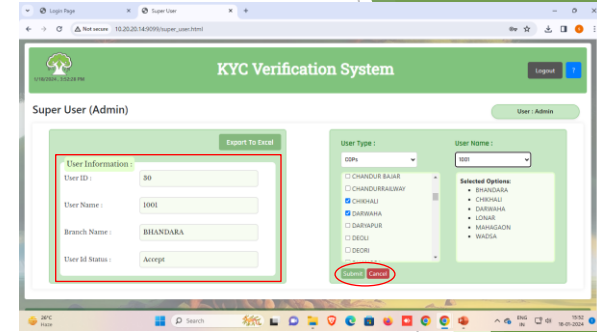 Login Page
Super User
Not secure 10.20.20.14:9099/super_user.html
KYC Verification System
Logout
?
Super User (Admin)
User : Admin
Export To Excel
User Information :
User ID :
50
User Name :
1001
Branch Name :
BHANDARA
User Id Status :
Accept
User Type :
User Name :
1001
CHANDUR BAJAR
CHANDURRAILWAY
CHIKHALI
DARWAHA
DARYAPUR
DEOLI
DEORI
Selected Options:
BHANDARA
CHIKHALI
DARWAHA
LONAR
MAHAGAON
WADSA
Submit
Cancel
26°C
Haze
Search
ENG
IN
15:52
18-01-2024